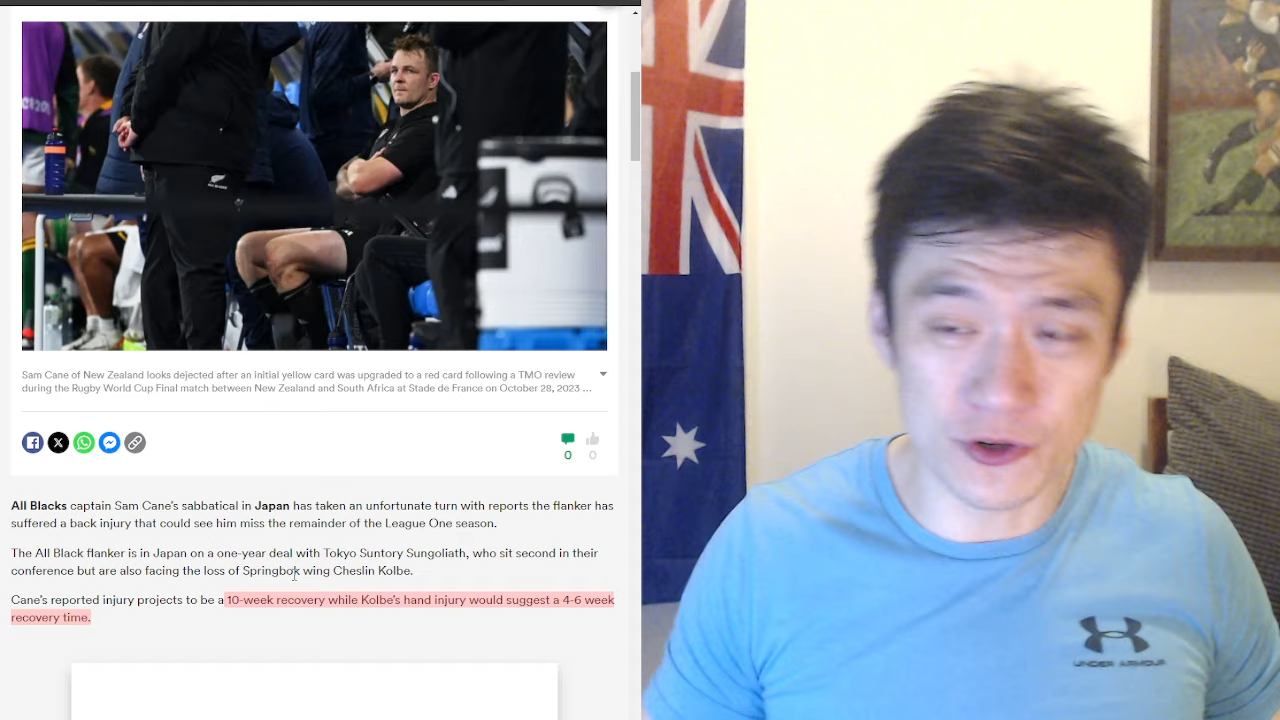 Sam Cane of New Zealand looks dejected after an initial yellow card was upgraded to a red card following a TMO review
during the Rugby World Cup Final match between New Zealand and South Africa at Stade de France on October 28, 2023 ...
0 0
All Blacks captain Sam Cane's sabbatical in Japan has taken an unfortunate turn with reports the flanker has
suffered a back injury that could see him miss the remainder of the League One season.
The All Black flanker is in Japan on a one-year deal with Tokyo Suntory Sungoliath, who sit second in their
conference but are also facing the loss of Springbok wing Cheslin Kolbe.
Cane's reported injury projects to be a 10-week recovery while Kolbe's hand injury would suggest a 4-6 week
recovery time.
UNDER ARMOUR